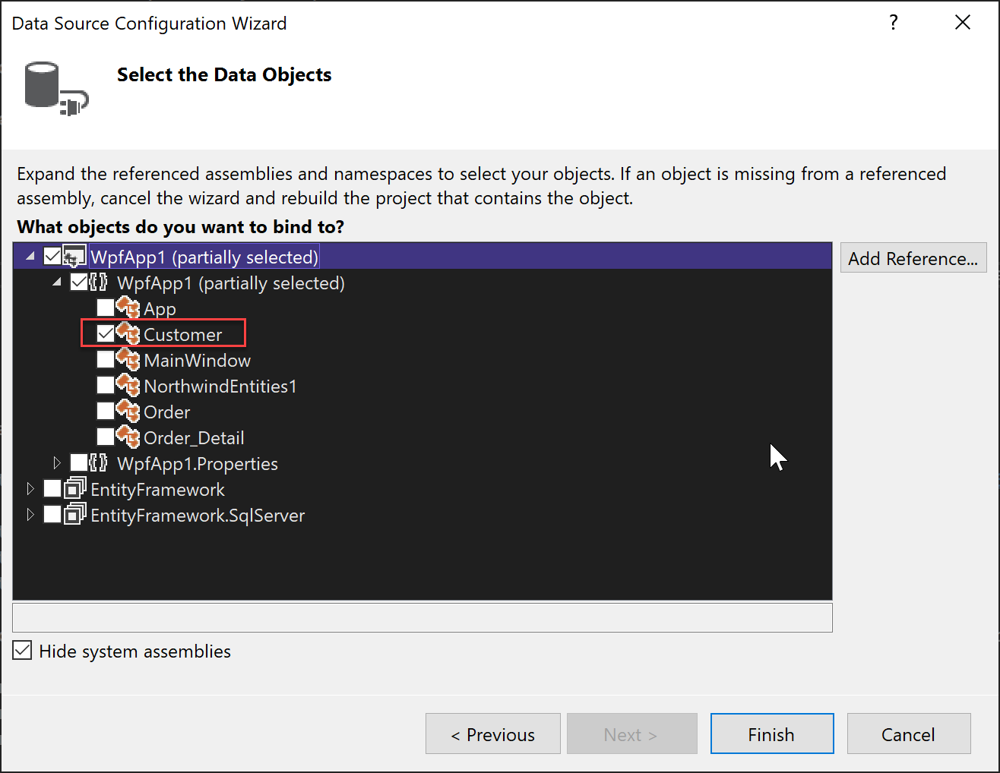 Data Source Configuration Wizard
?
Select the Data Objects
Expand the referenced assemblies and namespaces to select your objects. If an object is missing from a referenced
assembly, cancel the wizard and rebuild the project that contains the object.
What objects do you want to bind to?
WpfApp1 (partially selected)
Add Reference...
{} WpfApp1 (partially selected)
App
Customer
MainWindow
NorthwindEntities1
Order
Order_Detail
{} WpfApp1.Properties
EntityFramework
EntityFramework.SqlServer
Hide system assemblies
< Previous
Next >
Finish
Cancel